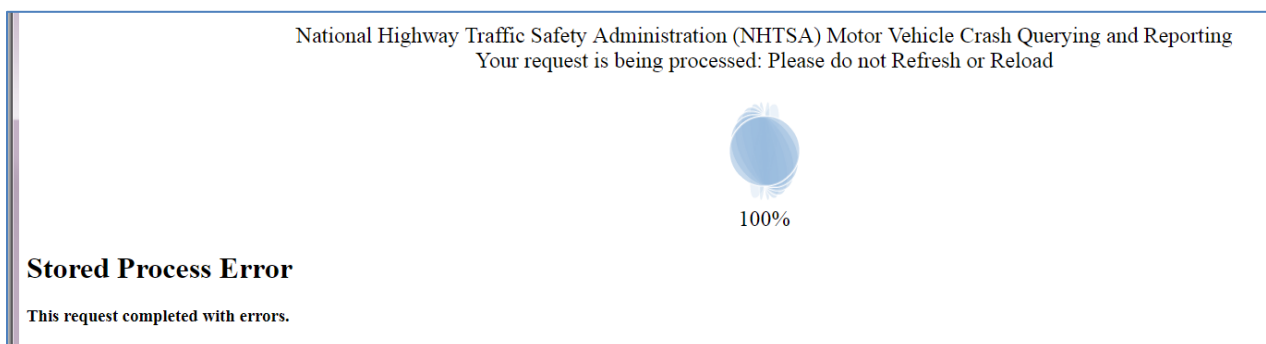 National Highway Traffic Safety Administration (NHTSA) Motor Vehicle Crash Querying and Reporting
Your request is being processed: Please do not Refresh or Reload
100%
Stored Process Error
This request completed with errors.